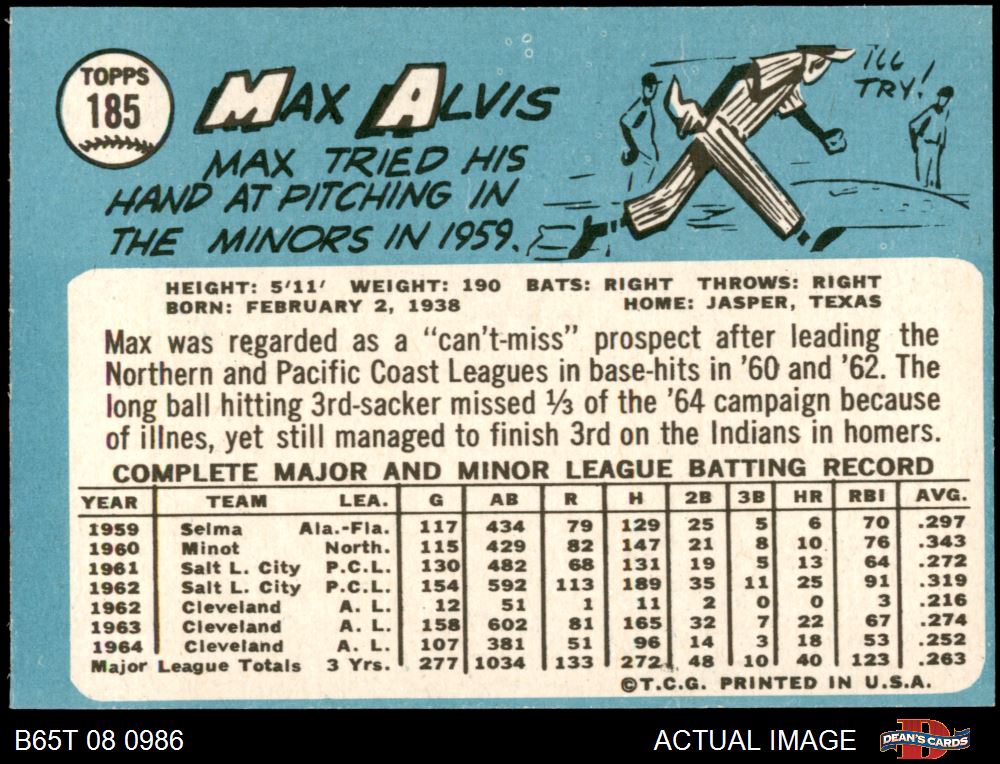 TOPPS
185
MAX ALVIS
MAX TRIED HIS
HAND AT PITCHING IN
THE MINORS IN 1959.
I'LL
TRY!
HEIGHT: 5'11' WEIGHT: 190 BATS: RIGHT THROWS: RIGHT
BORN: FEBRUARY 2, 1938 HOME: JASPER, TEXAS
Max was regarded as a "can't-miss" prospect after leading the
Northern and Pacific Coast Leagues in base-hits in '60 and '62. The
long ball hitting 3rd-sacker missed ⅓ of the '64 campaign because
of illnes, yet still managed to finish 3rd on the Indians in homers.
COMPLETE MAJOR AND MINOR LEAGUE BATTING RECORD
YEAR TEAM LEA. G AB R H 2B 3B HR RBI AVG.
1959 Selma Ala.-Fla. 117 434 79 129 25 5 6 70 .297
1960 Minot North. 115 429 82 147 21 8 10 76 .343
1961 Salt L. City P.C.L. 130 482 68 131 19 5 13 64 .272
1962 Salt L. City P.C.L. 154 592 113 189 35 11 25 91 .319
1962 Cleveland A. L. 12 51 1 11 2 0 0 3 .216
1963 Cleveland A. L. 158 602 81 165 32 7 22 67 .274
1964 Cleveland A. L. 107 381 51 96 14 3 18 53 .252
Major League Totals 3 Yrs. 277 1034 133 272 48 10 40 123 .263
©T.C.G. PRINTED IN U.S.A.
B65T 08 0986 ACTUAL IMAGE D DEAN'S CARDS